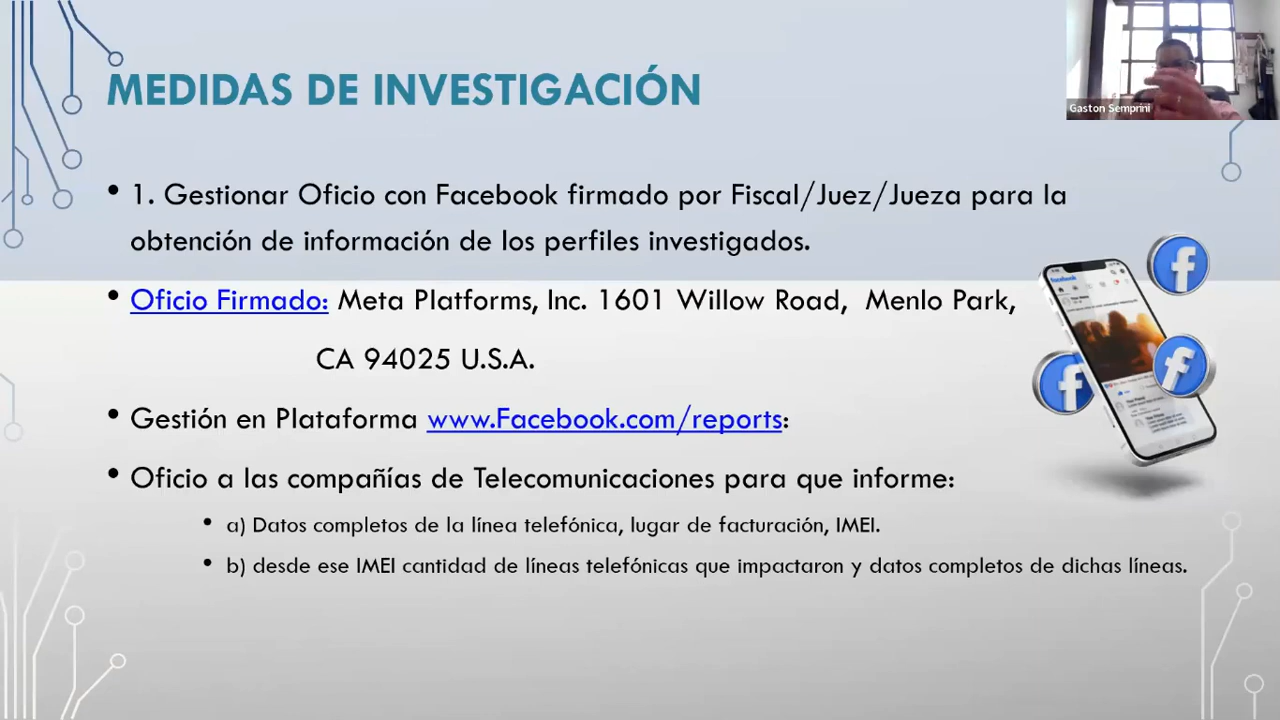 MEDIDAS DE INVESTIGACIÓN
Gaston Semprini
• 1. Gestionar Oficio con Facebook firmado por Fiscal/Juez/Jueza para la
obtención de información de los perfiles investigados.
• Oficio Firmado: Meta Platforms, Inc. 1601 Willow Road, Menlo Park,
CA 94025 U.S.A.
• Gestión en Plataforma www.Facebook.com/reports:
• Oficio a las compañías de Telecomunicaciones para que informe:
• a) Datos completos de la línea telefónica, lugar de facturación, IMEI.
• b) desde ese IMEI cantidad de líneas telefónicas que impactaron y datos completos de dichas líneas.
facebook